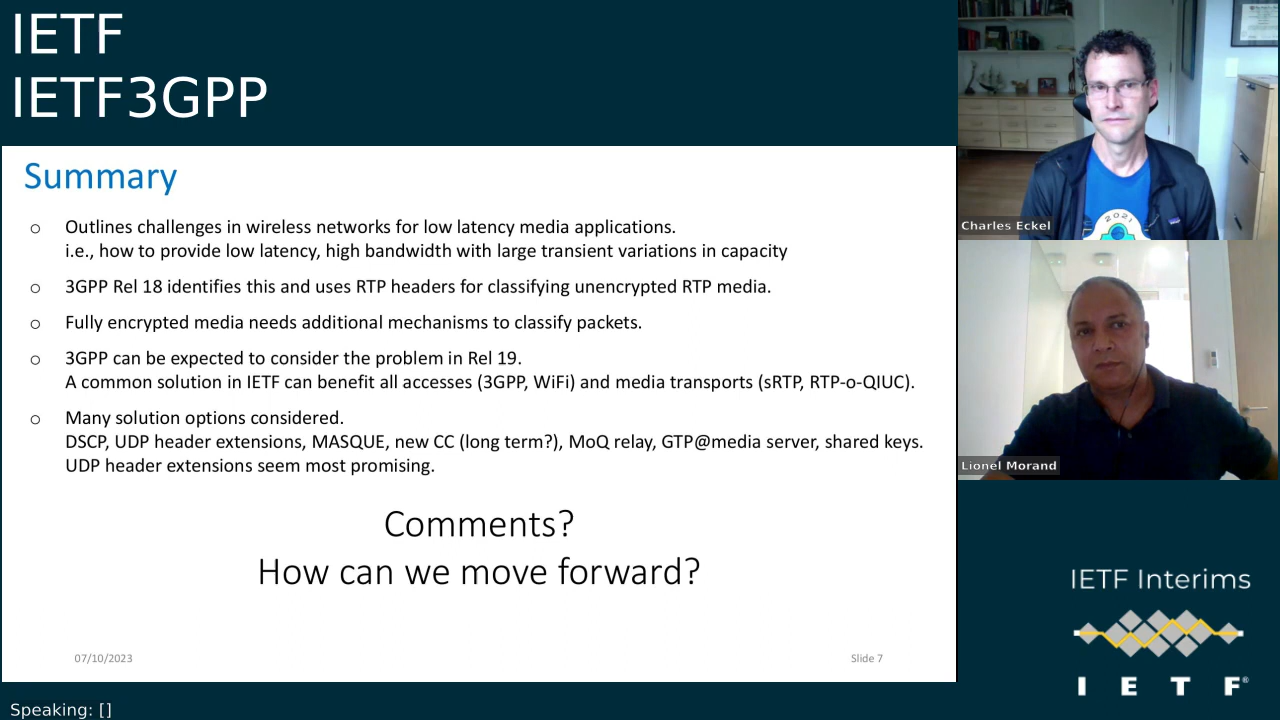 IETF
IETF3GPP
Summary
o Outlines challenges in wireless networks for low latency media applications.
i.e., how to provide low latency, high bandwidth with large transient variations in capacity
o 3GPP Rel 18 identifies this and uses RTP headers for classifying unencrypted RTP media.
o Fully encrypted media needs additional mechanisms to classify packets.
o 3GPP can be expected to consider the problem in Rel 19.
A common solution in IETF can benefit all accesses (3GPP, WiFi) and media transports (sRTP, RTP-o-QIUC).
o Many solution options considered.
DSCP, UDP header extensions, MASQUE, new CC (long term?), MoQ relay, GTP@media server, shared keys.
UDP header extensions seem most promising.
Comments?
How can we move forward?
07/10/2023
Slide 7
2021
Charles Eckel
Lionel Morand
IETF Interims
I E T F®
Speaking: []